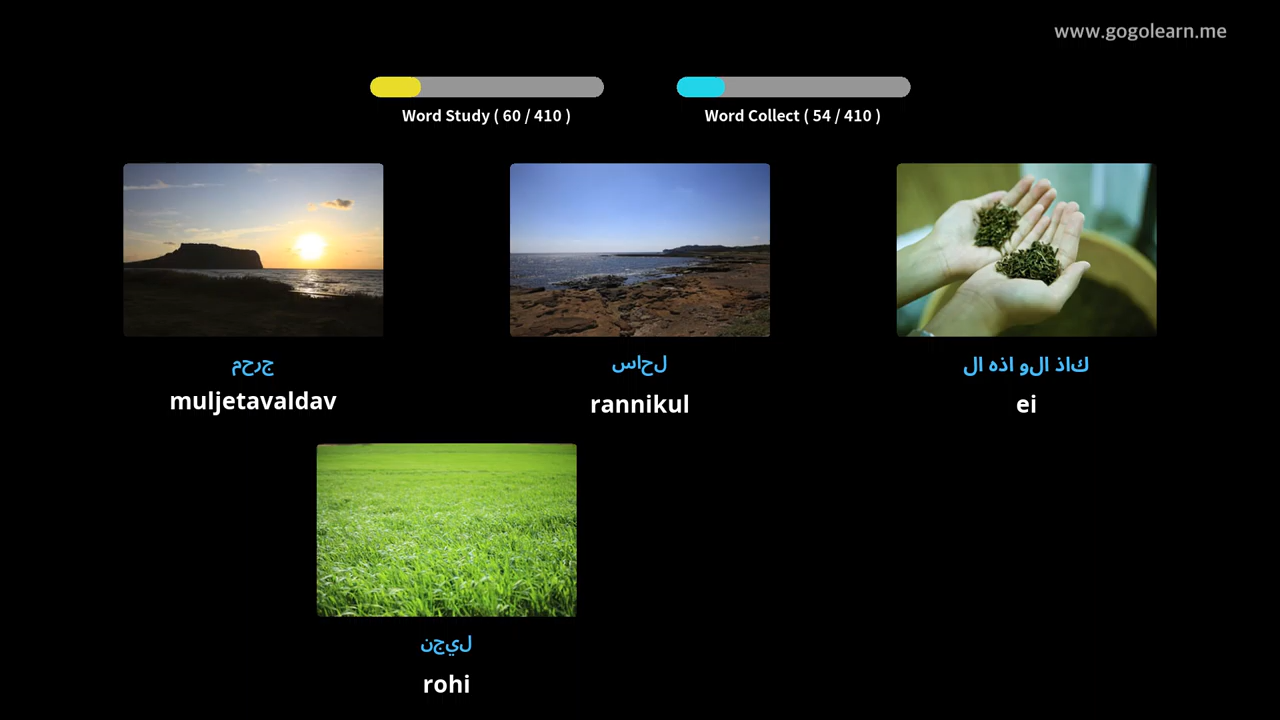 www.gogolearn.me
Word Study ( 60 / 410 )
Word Collect ( 54 / 410 )
جرحم
muljetavaldav
لحاس
rannikul
كاذ الو اذه ال
ei
ليجن
rohi